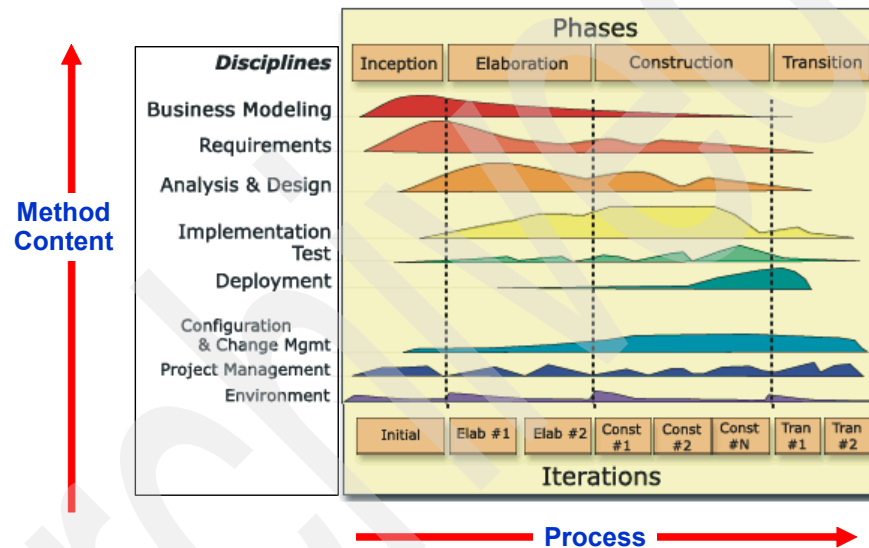 Phases
Disciplines Inception Elaboration Construction Transition
Business Modeling
Requirements
Analysis & Design
Method
Content
Implementation
Test
Deployment
Configuration
& Change Mgmt
Project Management
Environment
Initial Elab #1 Elab #2 Const #1 Const #2 Const #N Tran #1 Tran #2
Iterations
Process